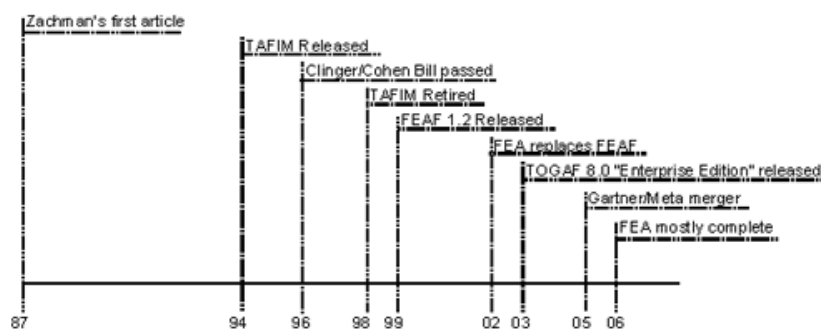 Zachman's first article
TAFIM Released
Clinger/Cohen Bill passed
TAFIM Retired
FEAF 1.2 Released
FEA replaces FEAF
TOGAF 8.0 "Enterprise Edition" released
Gartner/Meta merger
FEA mostly complete
87 94 96 98 99 02 03 05 06